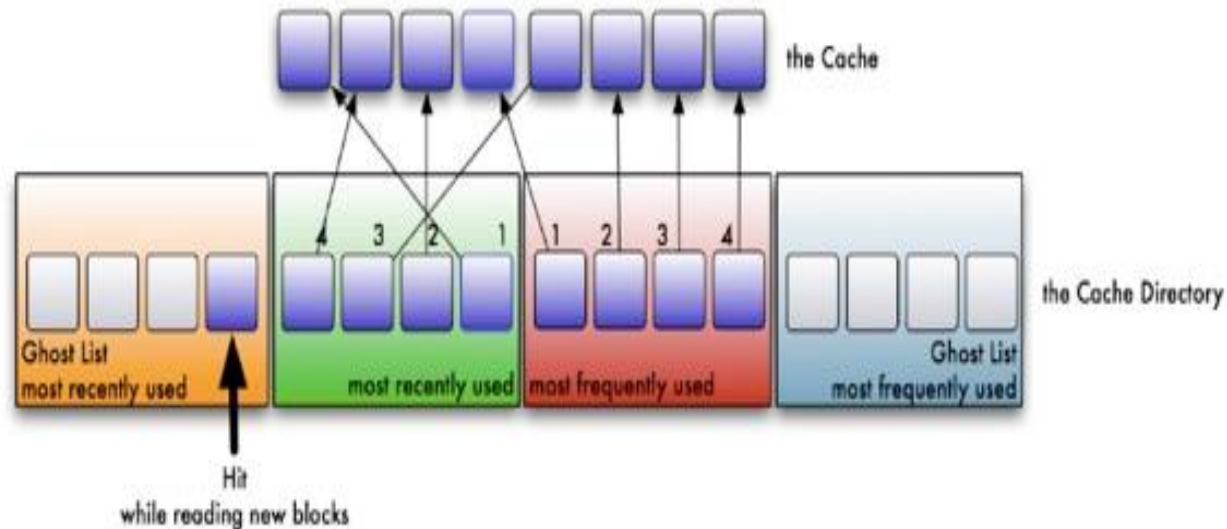 the Cache
4 3 2 1 1 2 3 4
the Cache Directory
Ghost List
most recently used
most recently used
most frequently used
Ghost List
most frequently used
Hit
while reading new blocks